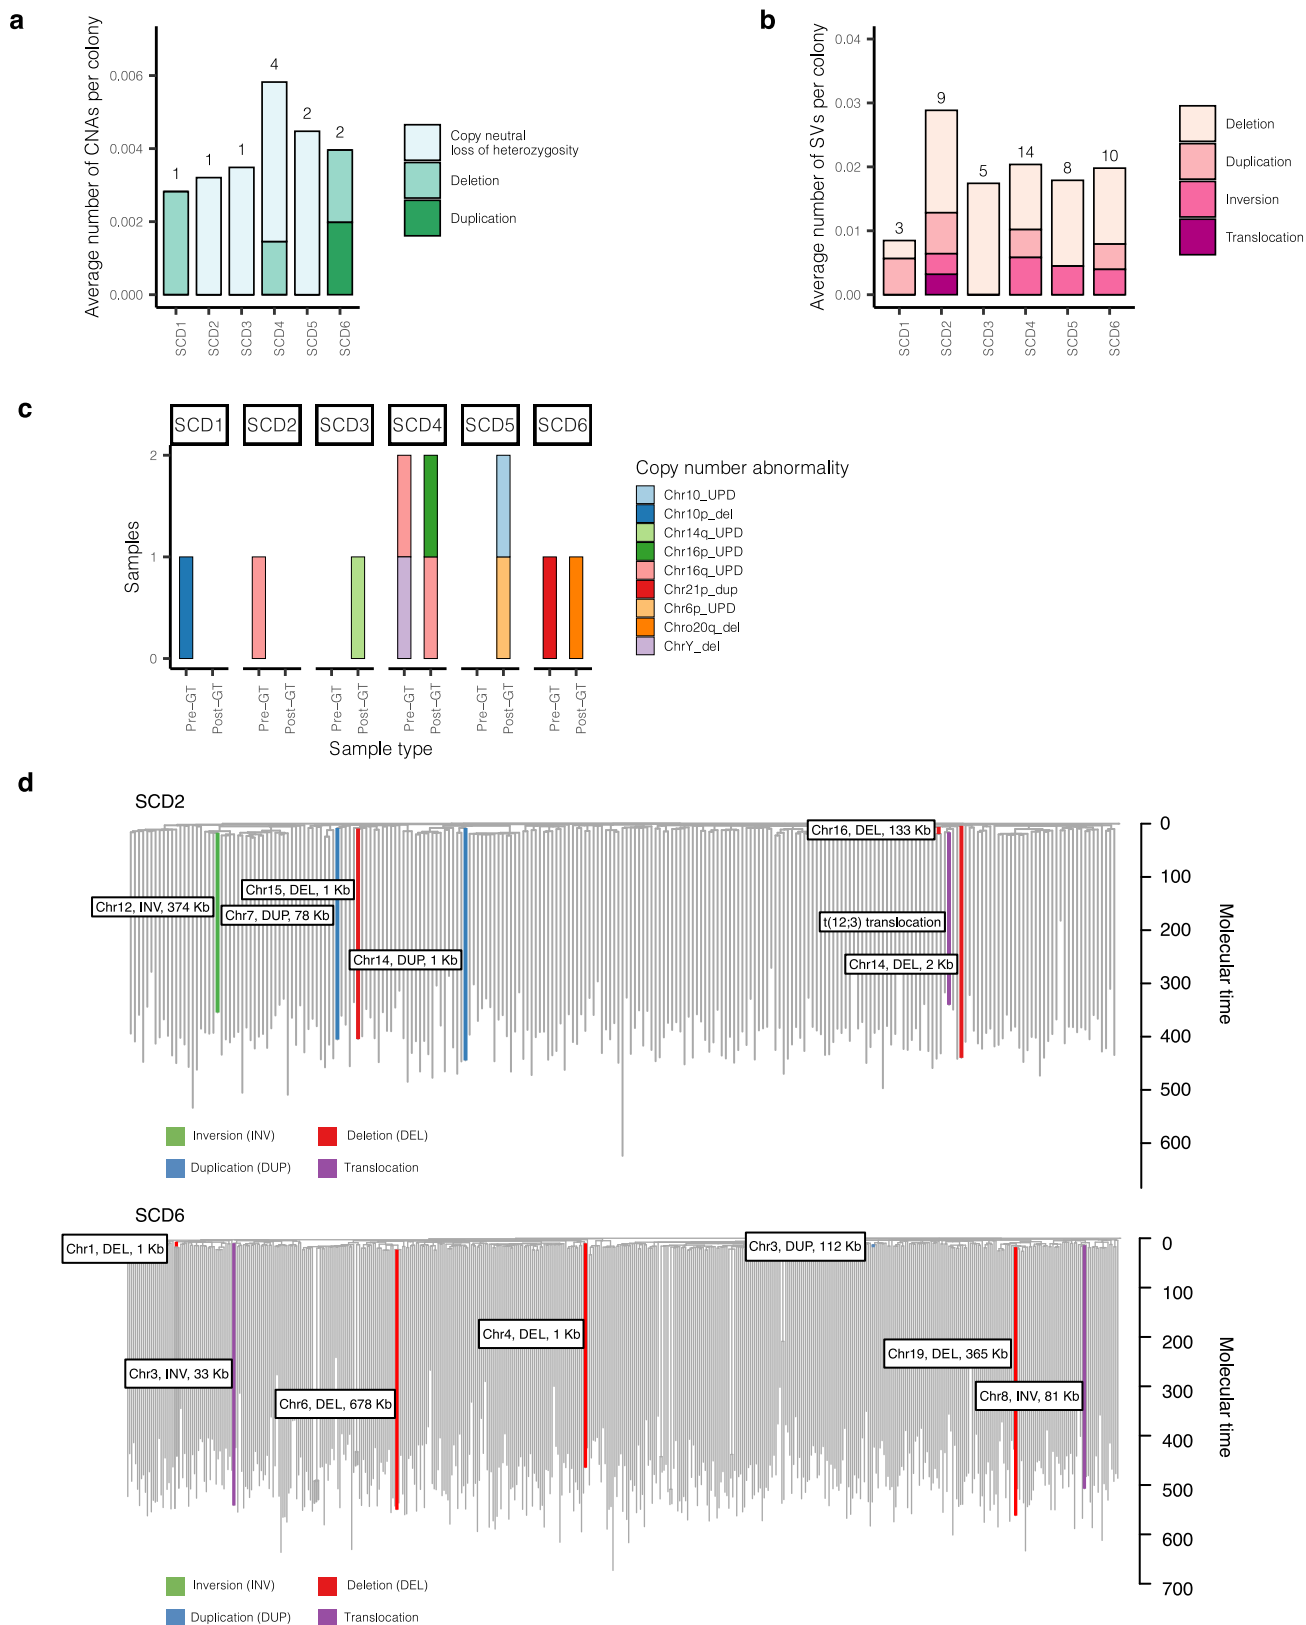 a
Average number of CNAs per colony
0.006
0.004
0.002
0.000
1
1
1
4
2
2
SCD1
SCD2
SCD3
SCD4
SCD5
SCD6
Copy neutral
loss of heterozygosity
Deletion
Duplication
b
Average number of SVs per colony
0.04
0.03
0.02
0.01
0.00
3
9
5
14
8
10
SCD1
SCD2
SCD3
SCD4
SCD5
SCD6
Deletion
Duplication
Inversion
Translocation
c
SCD1
SCD2
SCD3
SCD4
SCD5
SCD6
Samples
2
1
0
Pre-GT
Post-GT
Pre-GT
Post-GT
Pre-GT
Post-GT
Pre-GT
Post-GT
Pre-GT
Post-GT
Pre-GT
Post-GT
Sample type
Copy number abnormality
Chr10_UPD
Chr10p_del
Chr14q_UPD
Chr16p_UPD
Chr16q_UPD
Chr21p_dup
Chr6p_UPD
Chro20q_del
ChrY_del
d
SCD2
Chr16, DEL, 133 Kb
Chr15, DEL, 1 Kb
Chr12, INV, 374 Kb
Chr7, DUP, 78 Kb
t(12;3) translocation
Chr14, DUP, 1 Kb
Chr14, DEL, 2 Kb
0
100
200
300
400
500
600
Molecular time
Inversion (INV)
Deletion (DEL)
Duplication (DUP)
Translocation
SCD6
Chr1, DEL, 1 Kb
Chr3, DUP, 112 Kb
Chr4, DEL, 1 Kb
Chr19, DEL, 365 Kb
Chr3, INV, 33 Kb
Chr8, INV, 81 Kb
Chr6, DEL, 678 Kb
0
100
200
300
400
500
600
700
Molecular time
Inversion (INV)
Deletion (DEL)
Duplication (DUP)
Translocation